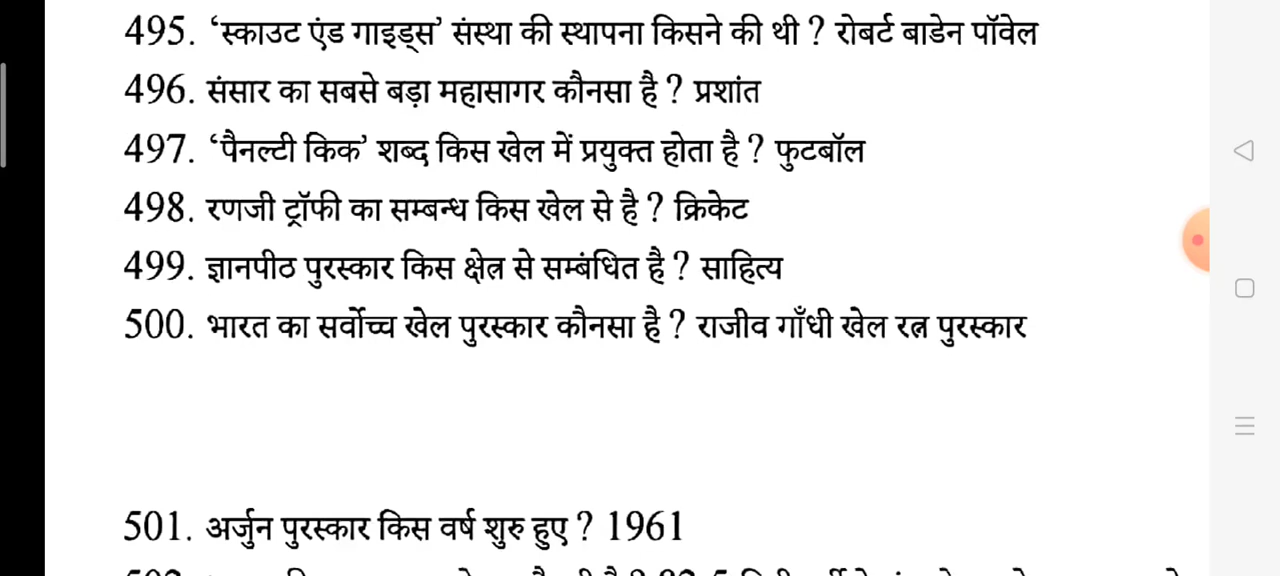 495. ‘स्काउट एंड गाइड्स’ संस्था की स्थापना किसने की थी ? रोबर्ट बाडेन पॉवेल
496. संसार का सबसे बड़ा महासागर कौनसा है ? प्रशांत
497. ‘पैनल्टी किक’ शब्द किस खेल में प्रयुक्त होता है ? फुटबॉल
498. रणजी ट्रॉफी का सम्बन्ध किस खेल से है ? क्रिकेट
499. ज्ञानपीठ पुरस्कार किस क्षेत्र से सम्बंधित है ? साहित्य
500. भारत का सर्वोच्च खेल पुरस्कार कौनसा है ? राजीव गाँधी खेल रत्न पुरस्कार
501. अर्जुन पुरस्कार किस वर्ष शुरु हुए ? 1961